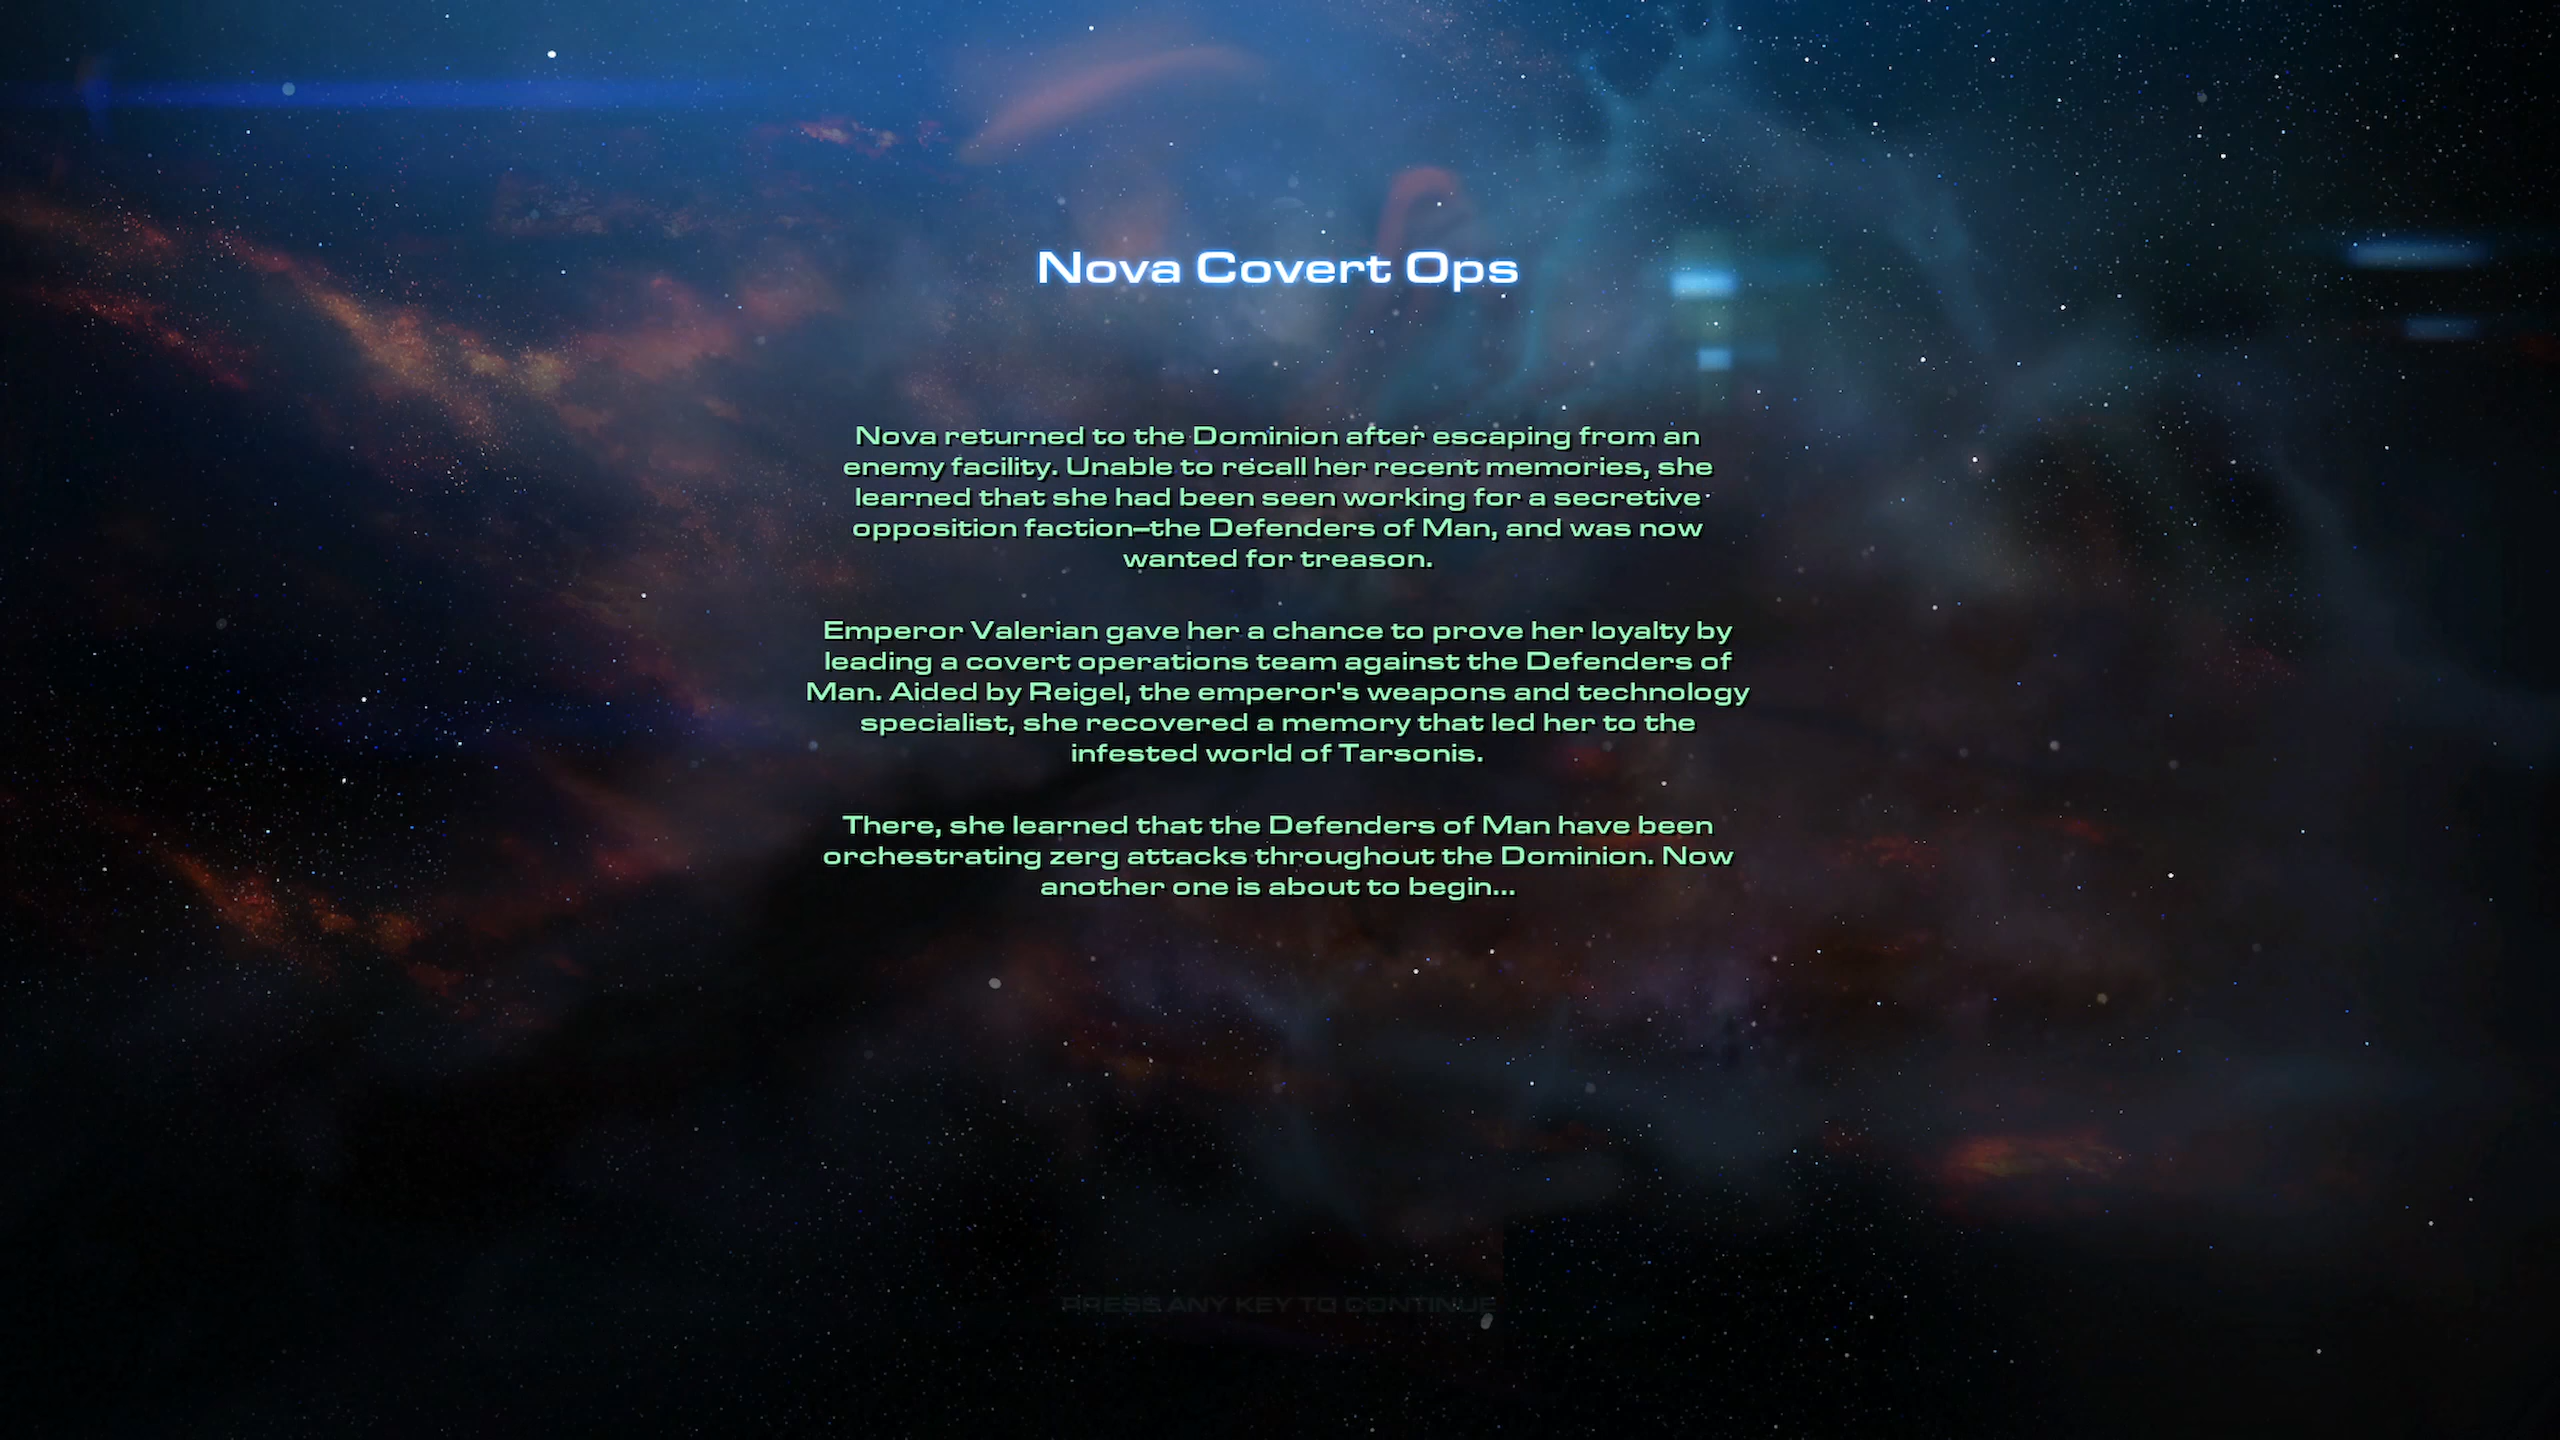 Nova Covert Ops
Nova returned to the Dominion after escaping from an
enemy facility. Unable to recall her recent memories, she
learned that she had been seen working for a secretive
opposition faction—the Defenders of Man, and was now
wanted for treason.
Emperor Valerian gave her a chance to prove her loyalty by
leading a covert operations team against the Defenders of
Man. Aided by Reigel, the emperor's weapons and technology
specialist, she recovered a memory that led her to the
infested world of Tarsonis.
There, she learned that the Defenders of Man have been
orchestrating zerg attacks throughout the Dominion. Now
another one is about to begin...
PRESS ANY KEY TO CONTINUE